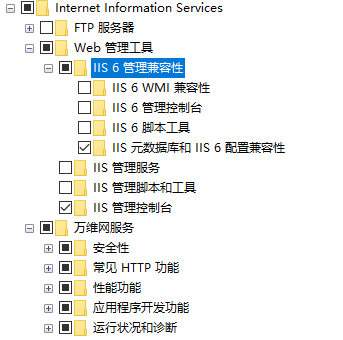 Internet Information Services
FTP 服务器
Web 管理工具
IIS 6 管理兼容性
IIS 6 WMI 兼容性
IIS 6 管理控制台
IIS 6 脚本工具
IIS 元数据库和 IIS 6 配置兼容性
IIS 管理服务
IIS 管理脚本和工具
IIS 管理控制台
万维网服务
安全性
常见 HTTP 功能
性能功能
应用程序开发功能
运行状况和诊断